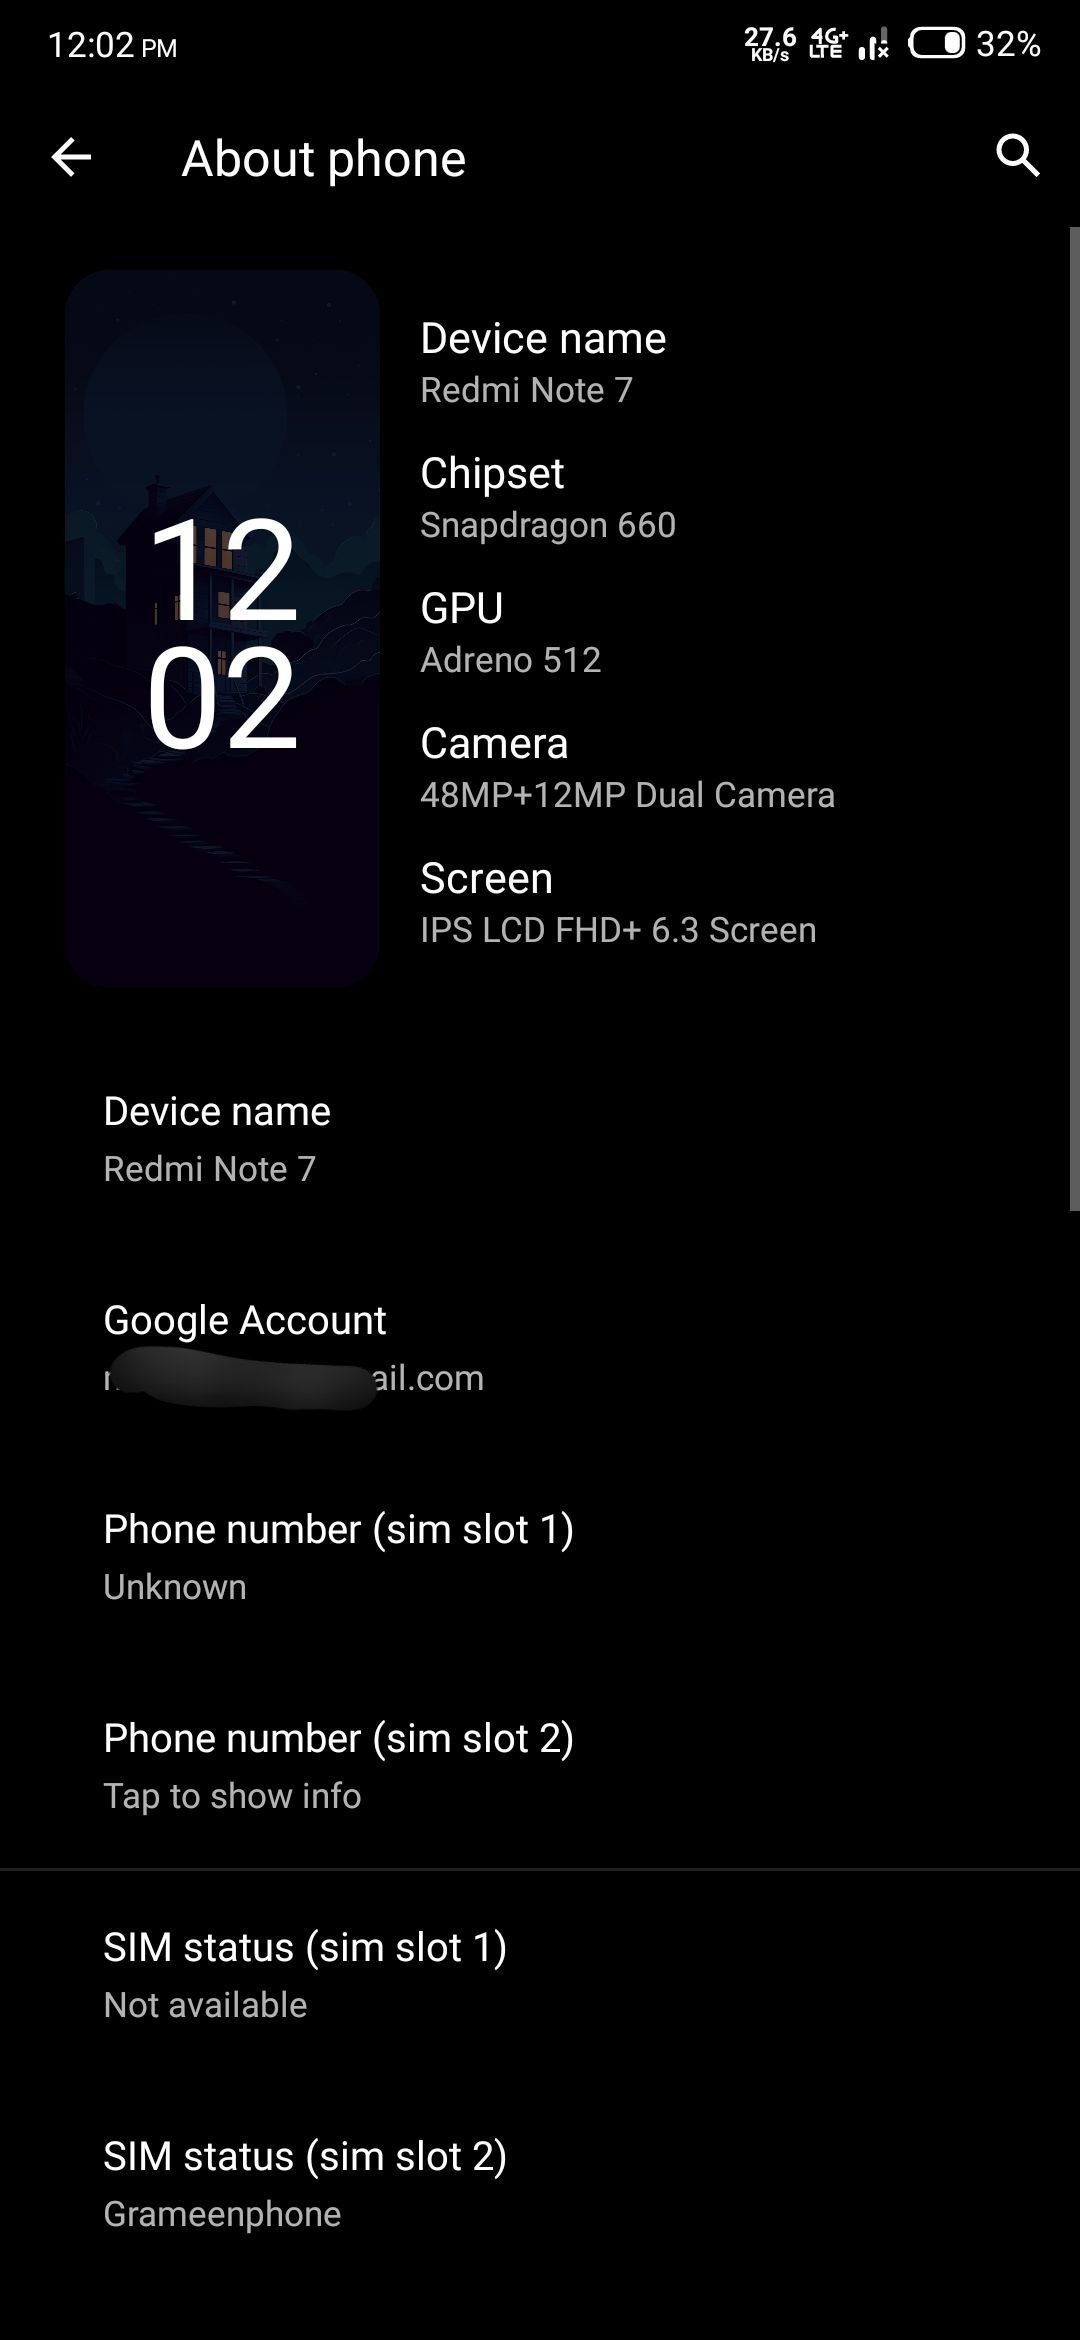 12:02 PM
27.6 KB/s 4G+ LTE 32%
About phone
12
02
Device name
Redmi Note 7
Chipset
Snapdragon 660
GPU
Adreno 512
Camera
48MP+12MP Dual Camera
Screen
IPS LCD FHD+ 6.3 Screen
Device name
Redmi Note 7
Google Account
ail.com
Phone number (sim slot 1)
Unknown
Phone number (sim slot 2)
Tap to show info
SIM status (sim slot 1)
Not available
SIM status (sim slot 2)
Grameenphone